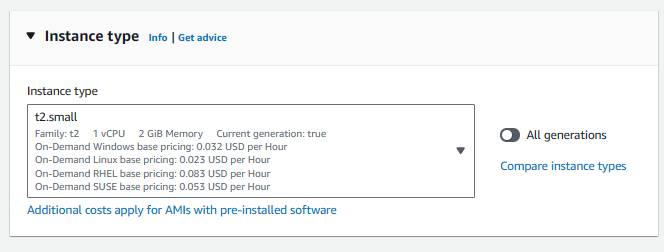 Instance type Info | Get advice
Instance type
t2.small
Family: t2 1 vCPU 2 GiB Memory Current generation: true
On-Demand Windows base pricing: 0.032 USD per Hour
On-Demand Linux base pricing: 0.023 USD per Hour
On-Demand RHEL base pricing: 0.083 USD per Hour
On-Demand SUSE base pricing: 0.053 USD per Hour
All generations
Compare instance types
Additional costs apply for AMIs with pre-installed software